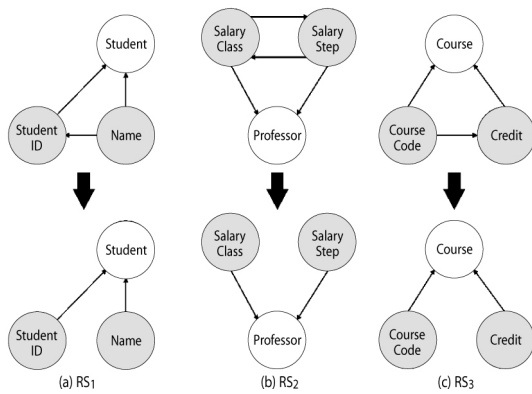 Student
Student
ID
Name
Salary
Class
Salary
Step
Professor
Course
Course
Code
Credit
Student
Student
ID
Name
Salary
Class
Salary
Step
Professor
Course
Course
Code
Credit
(a) RS1
(b) RS2
(c) RS3